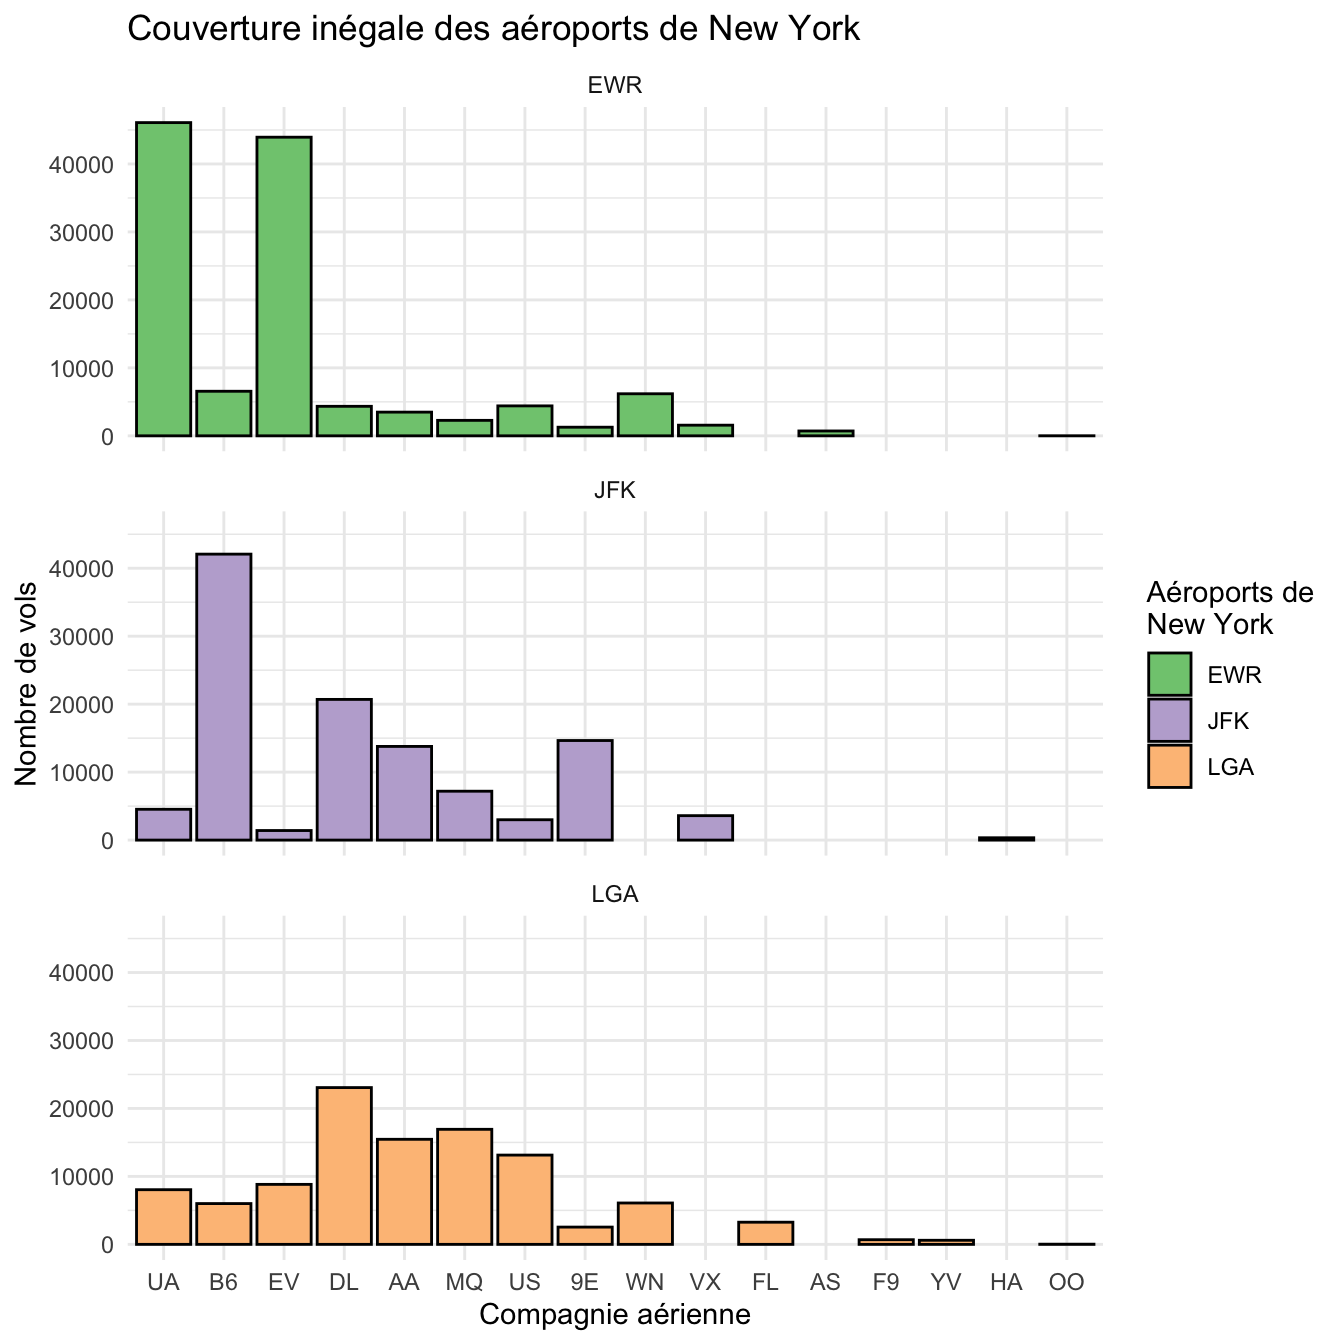 Couverture inégale des aéroports de New York
EWR
40000
30000
20000
10000
0
JFK
40000
30000
20000
10000
0
LGA
40000
30000
20000
10000
0
UA B6 EV DL AA MQ US 9E WN VX FL AS F9 YV HA OO
Compagnie aérienne
Nombre de vols
Aéroports de
New York
EWR
JFK
LGA